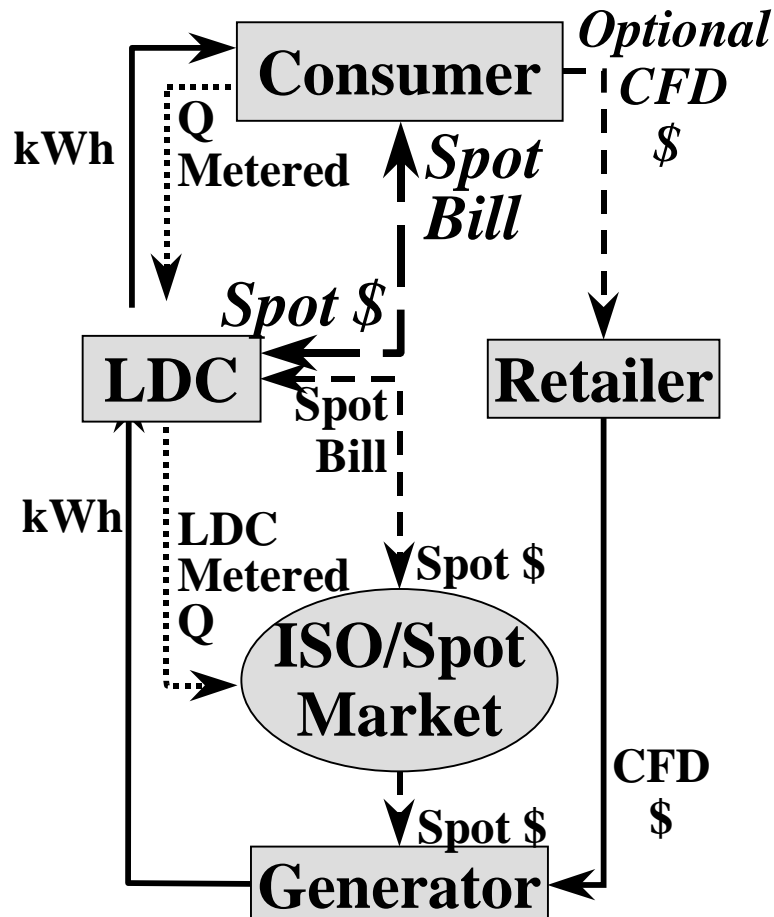 Optional
CFD
$
Consumer
kWh
Q
Metered
Spot
Bill
Spot $
LDC
Retailer
Spot
Bill
kWh
LDC
Metered
Q
Spot $
ISO/Spot
Market
CFD
$
Spot $
Generator